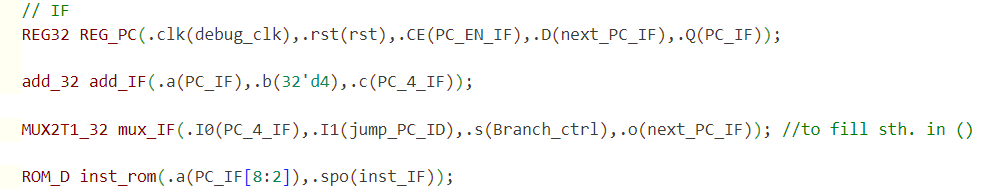 // IF
REG32 REG_PC(.clk(debug_clk),.rst(rst),.CE(PC_EN_IF),.D(next_PC_IF),.Q(PC_IF));
add_32 add_IF(.a(PC_IF),.b(32'd4),.c(PC_4_IF));
MUX2T1_32 mux_IF(.I0(PC_4_IF),.I1(jump_PC_ID),.s(Branch_ctrl),.o(next_PC_IF)); //to fill sth. in ()
ROM_D inst_rom(.a(PC_IF[8:2]),.spo(inst_IF));